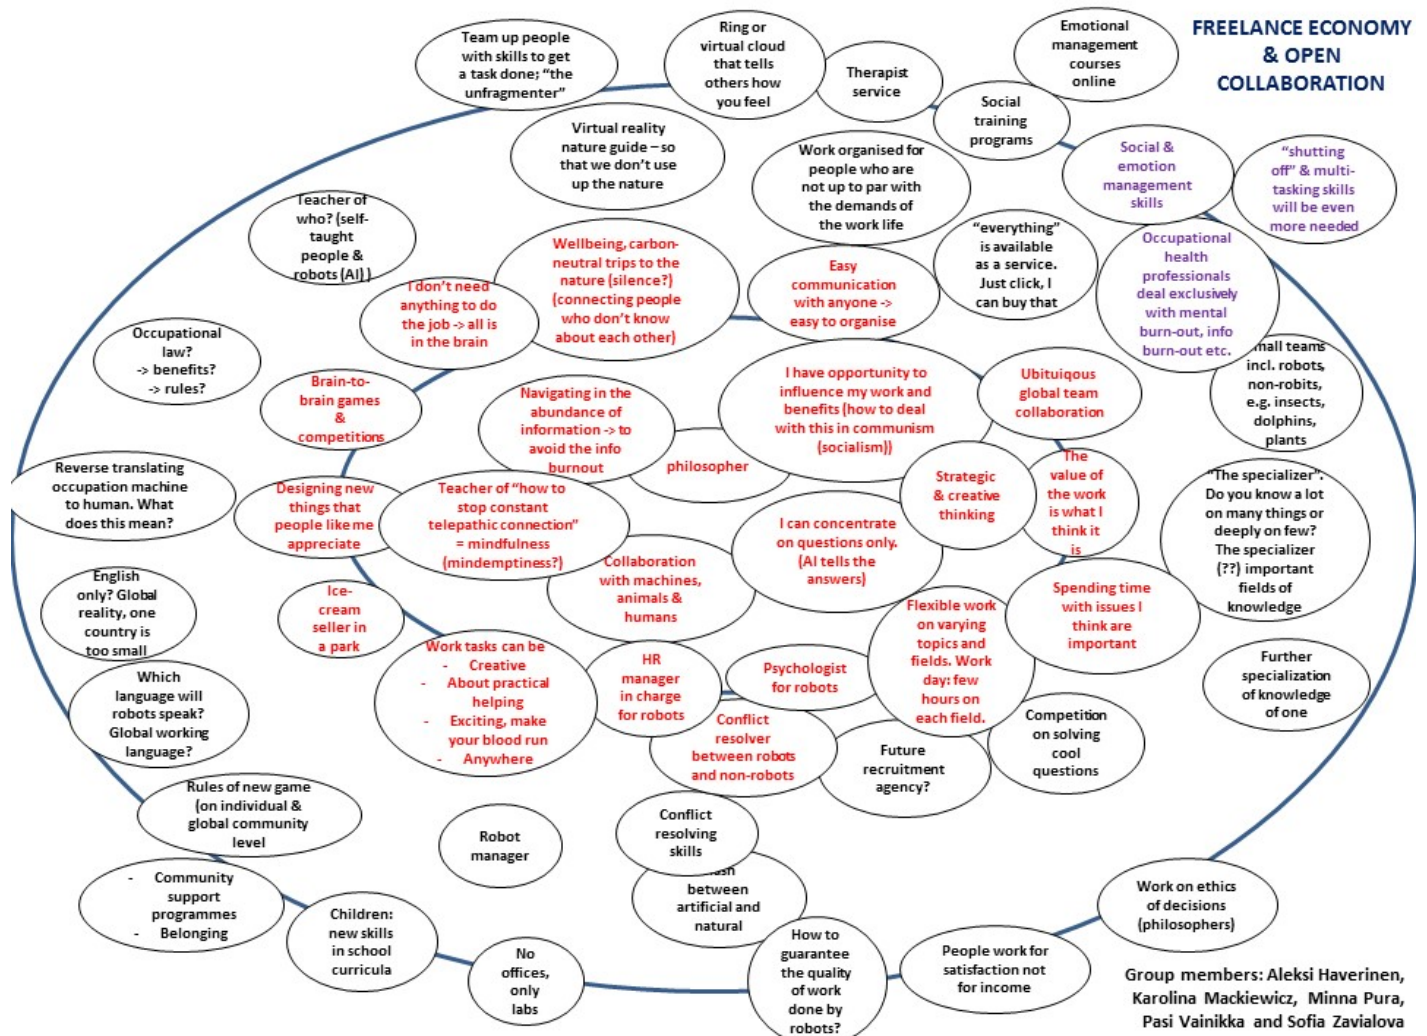 FREELANCE ECONOMY
& OPEN
COLLABORATION
Team up people
with skills to get
a task done; “the
unfragmenter”
Ring or
virtual cloud
that tells
others how
you feel
Therapist
service
Emotional
management
courses
online
Social
training
programs
Virtual reality
nature guide – so
that we don’t use
up the nature
Work organised for
people who are
not up to par with
the demands of
the work life
Social &
emotion
management
skills
“shutting
off” & multi-
tasking skills
will be even
more needed
Teacher of
who? (self-
taught
people &
robots (AI) )
Wellbeing, carbon-
neutral trips to the
nature (silence?)
(connecting people
who don’t know
about each other)
Easy
communication
with anyone ->
easy to organise
“everything”
is available
as a service.
Just click, I
can buy that
Occupational
health
professionals
deal exclusively
with mental
burn-out, info
burn-out etc.
I don’t need
anything to do
the job -> all is
in the brain
Occupational
law?
-> benefits?
-> rules?
Brain-to-
brain games
&
competitions
Navigating in the
abundance of
information -> to
avoid the info
burnout
I have opportunity to
influence my work and
benefits (how to deal
with this in communism
(socialism))
Ubituiqous
global team
collaboration
mall teams
incl. robots,
non-robits,
e.g. insects,
dolphins,
plants
philosopher
Reverse translating
occupation machine
to human. What
does this mean?
Designing new
things that
people like me
appreciate
Teacher of “how to
stop constant
telepathic connection”
= mindfulness
(mindemptiness?)
Strategic
& creative
thinking
The
value of
the work
is what I
think it
is
“The specializer”.
Do you know a lot
on many things or
deeply on few?
The specializer
(??) important
fields of
knowledge
I can concentrate
on questions only.
(AI tells the
answers)
Collaboration
with machines,
animals &
humans
English
only? Global
reality, one
country is
too small
Ice-
cream
seller in
a park
Flexible work
on varying
topics and
fields. Work
day: few
hours on
each field.
Spending time
with issues I
think are
important
Work tasks can be
- Creative
- About practical
helping
- Exciting, make
your blood run
- Anywhere
HR
manager
in charge
for robots
Psychologist
for robots
Further
specialization
of knowledge
of one
Which
language will
robots speak?
Global working
language?
Conflict
resolver
between robots
and non-robots
Future
recruitment
agency?
Competition
on solving
cool
questions
Rules of new game
(on individual &
global community
level
Robot
manager
Conflict
resolving
skills
between
artificial and
natural
- Community
support
programmes
- Belonging
Children:
new skills
in school
curricula
No
offices,
only
labs
How to
guarantee
the quality
of work
done by
robots?
People work for
satisfaction not
for income
Work on ethics
of decisions
(philosophers)
Group members: Aleksi Haverinen,
Karolina Mackiewicz, Minna Pura,
Pasi Vainikka and Sofia Zavialova